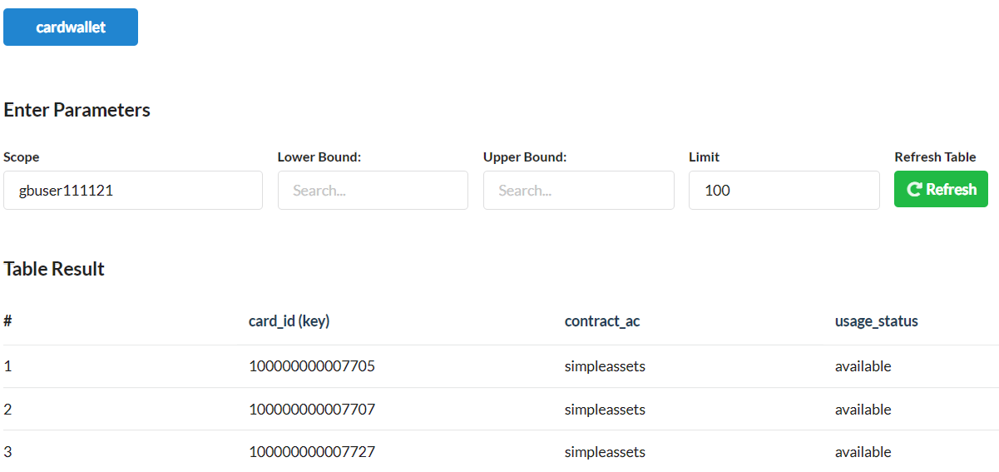 cardwallet
Enter Parameters
Scope Lower Bound: Upper Bound: Limit Refresh Table
gbuser111121 Search... Search... 100 Refresh
Table Result
# card_id (key) contract_ac usage_status
1 100000000007705 simpleassets available
2 100000000007707 simpleassets available
3 100000000007727 simpleassets available